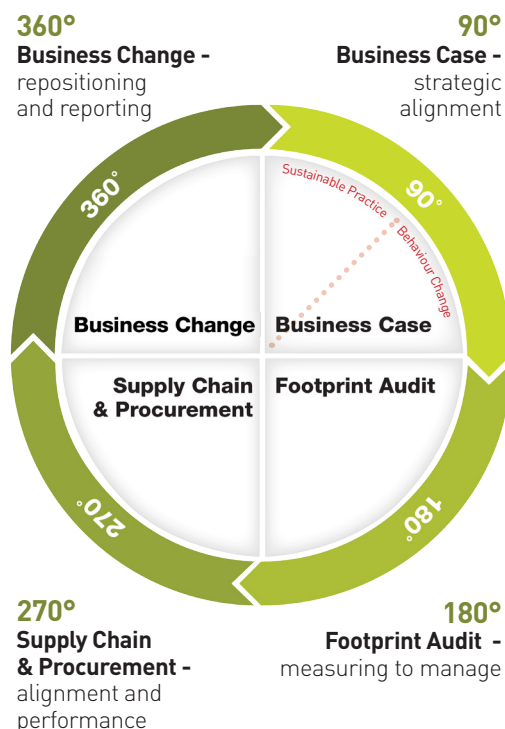 360°
Business Change -
repositioning
and reporting
90°
Business Case -
strategic
alignment
360°
90°
Sustainable Practice
Behaviour Change
Business Change
Business Case
Supply Chain
& Procurement
Footprint Audit
270°
180°
270°
Supply Chain
& Procurement -
alignment and
performance
180°
Footprint Audit -
measuring to manage